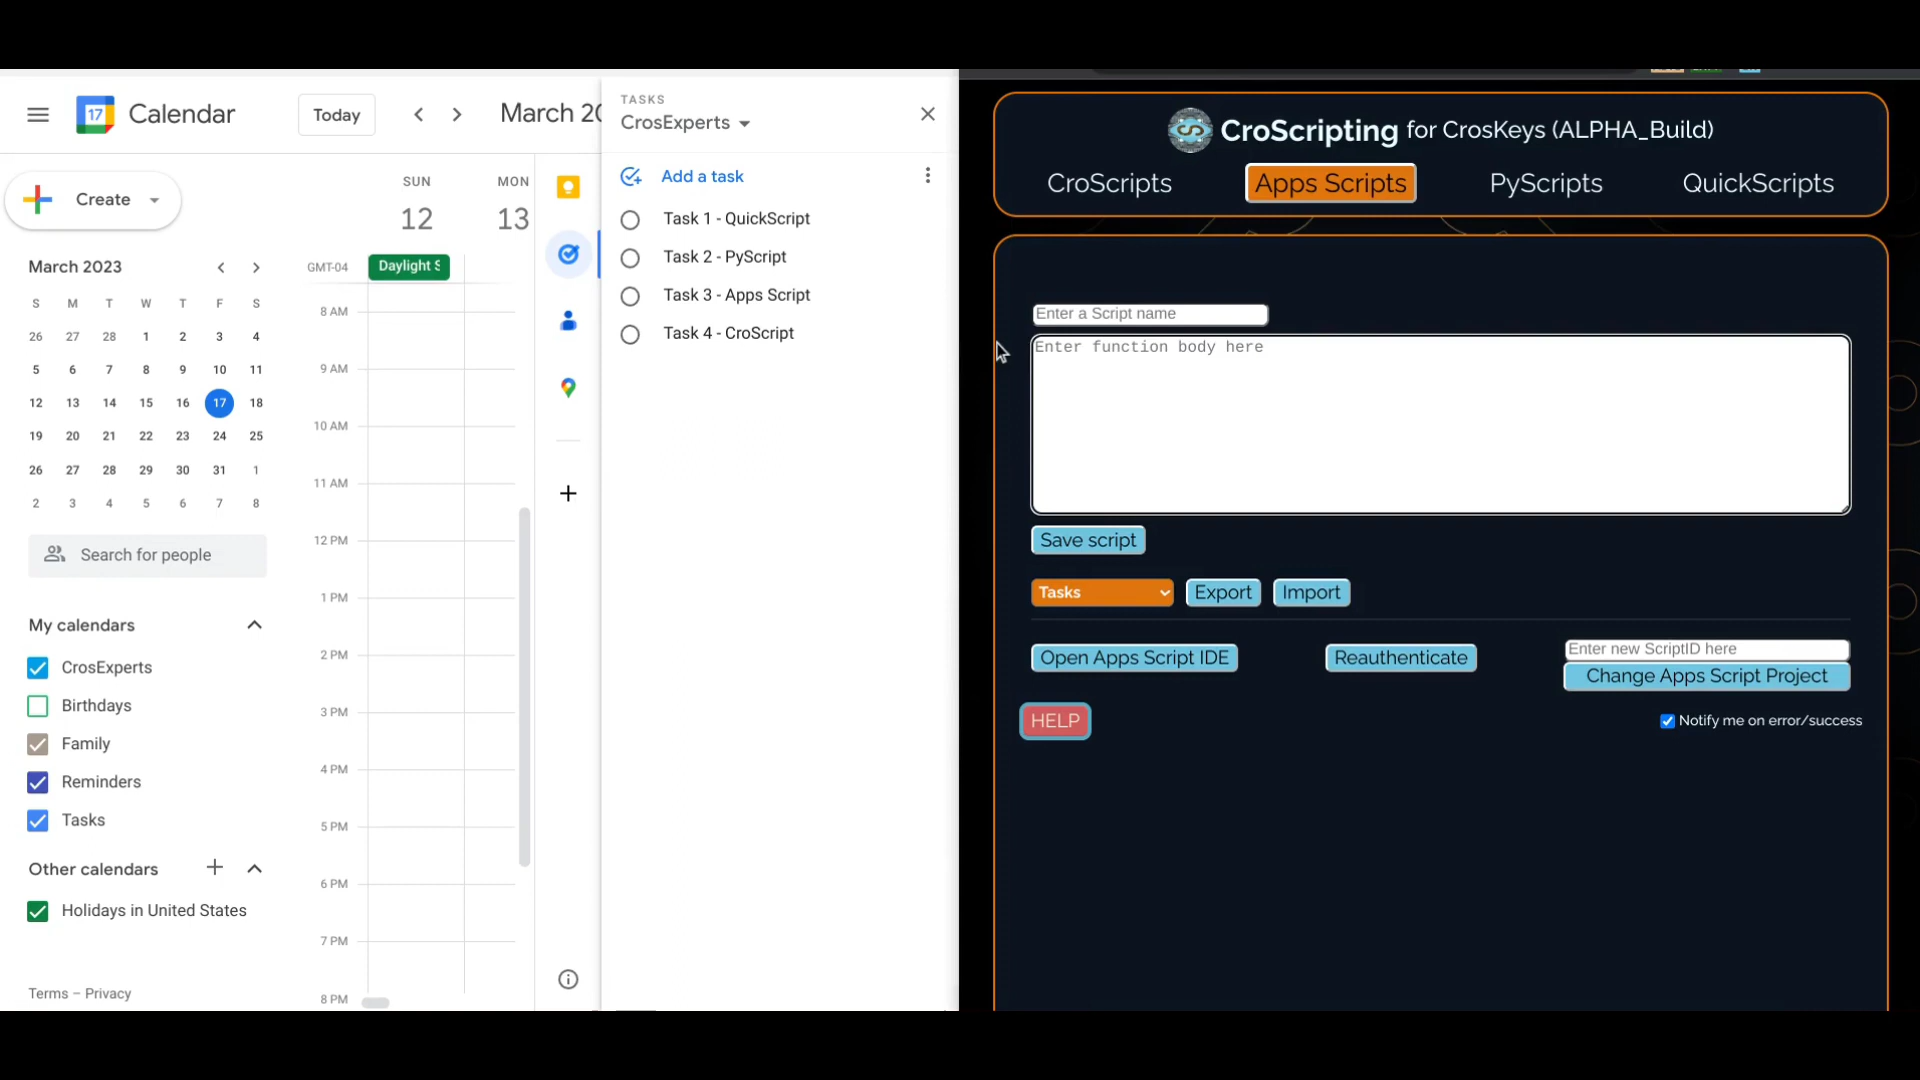 17 Calendar
Today
March 20
Create
March 2023
S M T W T F S
26 27 28 1 2 3 4
5 6 7 8 9 10 11
12 13 14 15 16 17 18
19 20 21 22 23 24 25
26 27 28 29 30 31 1
2 3 4 5 6 7 8
Search for people
My calendars
CrosExperts
Birthdays
Family
Reminders
Tasks
Other calendars
Holidays in United States
Terms – Privacy
SUN MON
12 13
GMT-04 Daylight S
8 AM
9 AM
10 AM
11 AM
12 PM
1 PM
2 PM
3 PM
4 PM
5 PM
6 PM
7 PM
8 PM
TASKS
CrosExperts
Add a task
Task 1 - QuickScript
Task 2 - PyScript
Task 3 - Apps Script
Task 4 - CroScript
CroScripting for CrosKeys (ALPHA_Build)
CroScripts Apps Scripts PyScripts QuickScripts
Enter a Script name
Enter function body here
Save script
Tasks Export Import
Open Apps Script IDE Reauthenticate Enter new ScriptID here
Change Apps Script Project
HELP Notify me on error/success